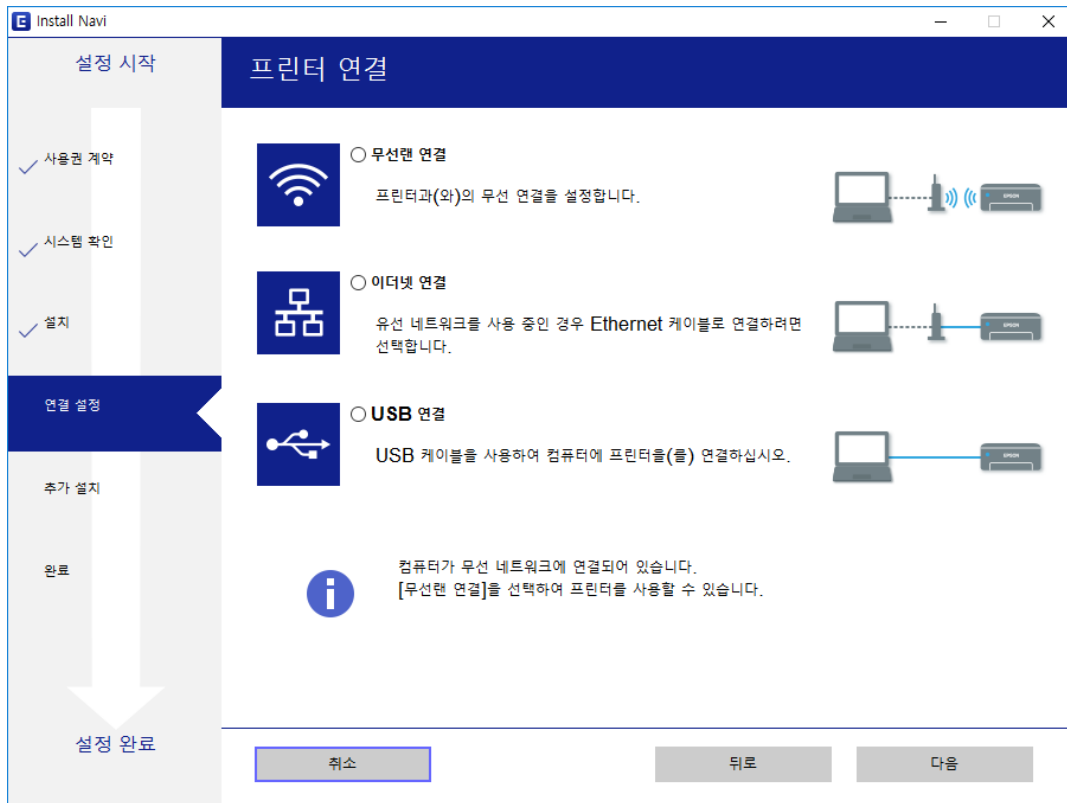 Install Navi
설정 시작
프린터 연결
사용권 계약
시스템 확인
설치
연결 설정
추가 설치
완료
설정 완료
무선랜 연결
프린터과(와)의 무선 연결을 설정합니다.
EPSON
이더넷 연결
유선 네트워크를 사용 중인 경우 Ethernet 케이블로 연결하려면
선택합니다.
EPSON
USB 연결
USB 케이블을 사용하여 컴퓨터에 프린터을(를) 연결하십시오.
EPSON
컴퓨터가 무선 네트워크에 연결되어 있습니다.
[무선랜 연결]을 선택하여 프린터를 사용할 수 있습니다.
취소
뒤로
다음